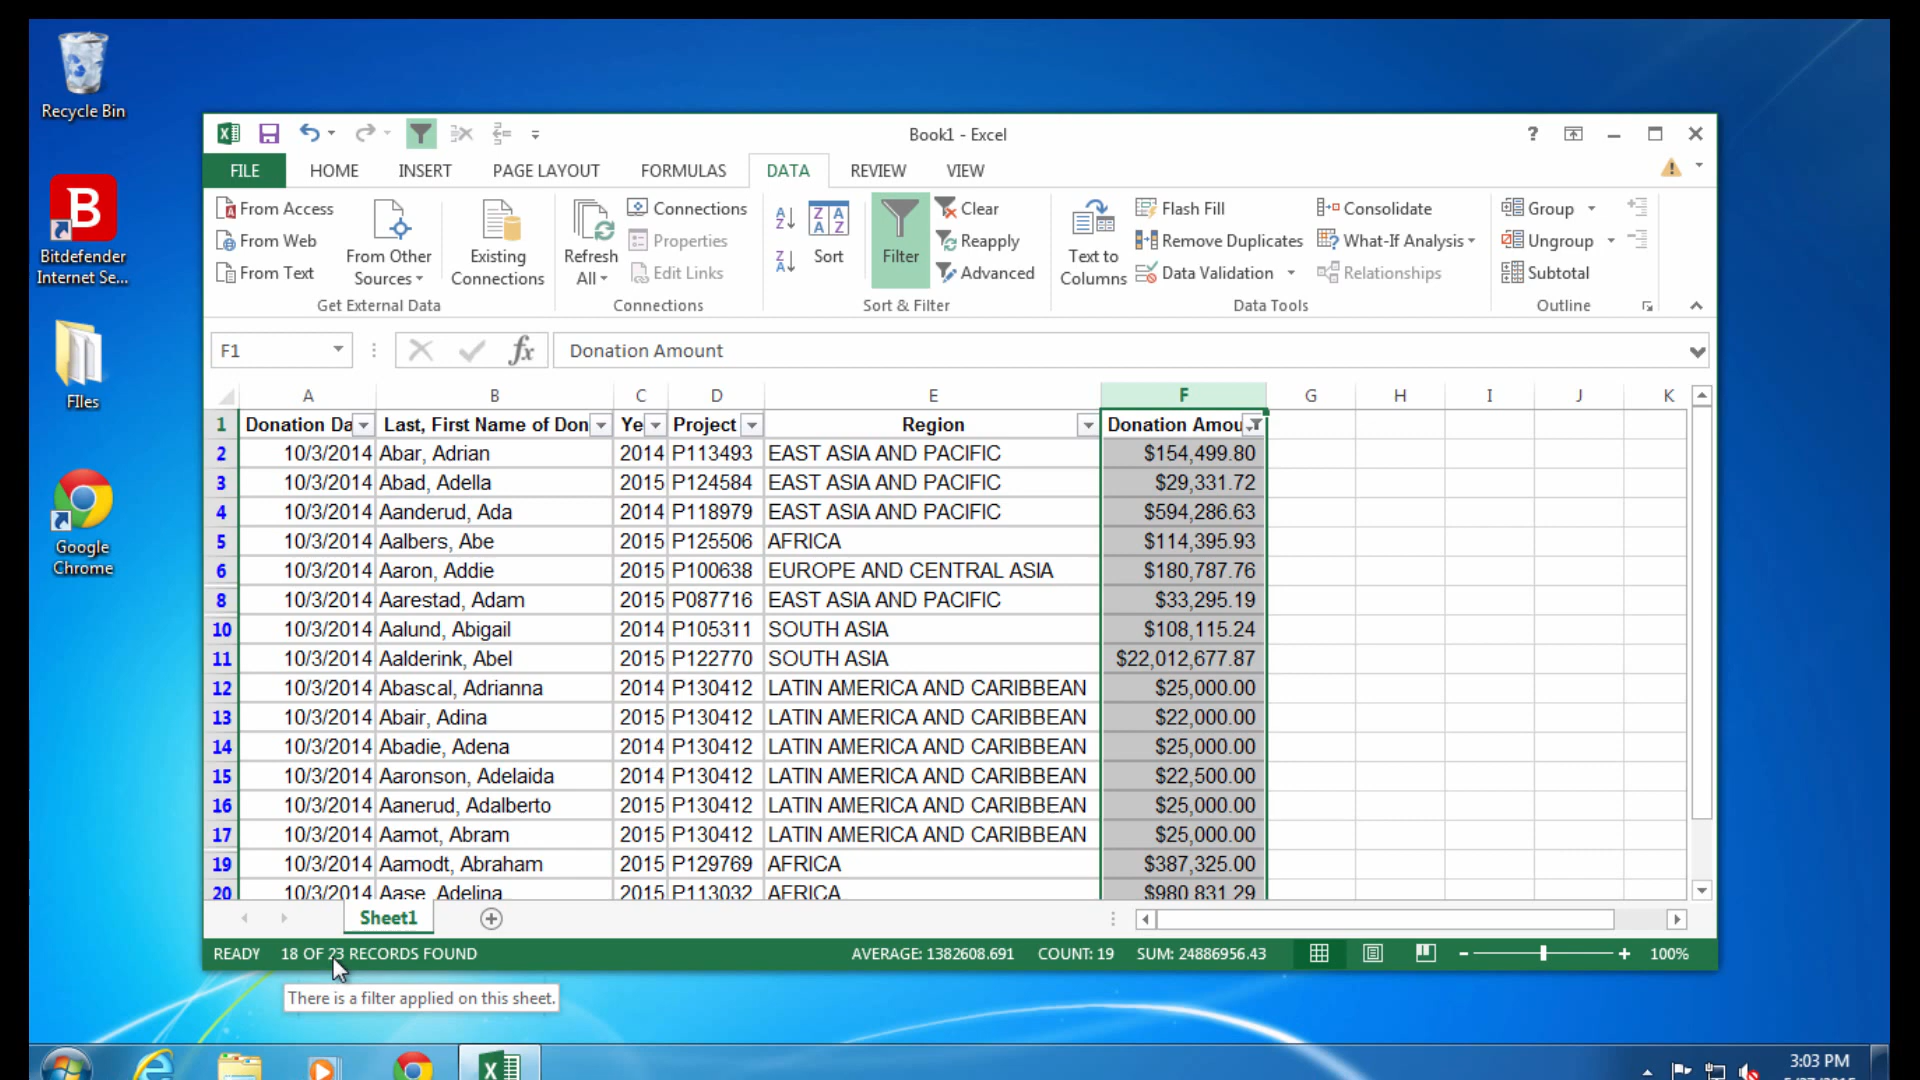 Recycle Bin
Bitdefender
Internet Se...
FIles
Google
Chrome
Book1 - Excel
?
FILE HOME INSERT PAGE LAYOUT FORMULAS DATA REVIEW VIEW
From Access
From Web
From Text
From Other
Sources
Existing
Connections
Get External Data
Refresh
All
Connections
Properties
Edit Links
Connections
Sort
Filter
Clear
Reapply
Advanced
Sort & Filter
Text to
Columns
Flash Fill
Remove Duplicates
Data Validation
Consolidate
What-If Analysis
Relationships
Data Tools
Group
Ungroup
Subtotal
Outline
F1 fx Donation Amount
A B C D E F G H I J K
1 Donation Da Last, First Name of Don Ye Project Region Donation Amou
2 10/3/2014 Abar, Adrian 2014 P113493 EAST ASIA AND PACIFIC $154,499.80
3 10/3/2014 Abad, Adella 2015 P124584 EAST ASIA AND PACIFIC $29,331.72
4 10/3/2014 Aanderud, Ada 2014 P118979 EAST ASIA AND PACIFIC $594,286.63
5 10/3/2014 Aalbers, Abe 2015 P125506 AFRICA $114,395.93
6 10/3/2014 Aaron, Addie 2015 P100638 EUROPE AND CENTRAL ASIA $180,787.76
8 10/3/2014 Aarestad, Adam 2015 P087716 EAST ASIA AND PACIFIC $33,295.19
10 10/3/2014 Aalund, Abigail 2014 P105311 SOUTH ASIA $108,115.24
11 10/3/2014 Aalderink, Abel 2015 P122770 SOUTH ASIA $22,012,677.87
12 10/3/2014 Abascal, Adrianna 2014 P130412 LATIN AMERICA AND CARIBBEAN $25,000.00
13 10/3/2014 Abair, Adina 2015 P130412 LATIN AMERICA AND CARIBBEAN $22,000.00
14 10/3/2014 Abadie, Adena 2014 P130412 LATIN AMERICA AND CARIBBEAN $25,000.00
15 10/3/2014 Aaronson, Adelaida 2014 P130412 LATIN AMERICA AND CARIBBEAN $22,500.00
16 10/3/2014 Aanerud, Adalberto 2015 P130412 LATIN AMERICA AND CARIBBEAN $25,000.00
17 10/3/2014 Aamot, Abram 2015 P130412 LATIN AMERICA AND CARIBBEAN $25,000.00
19 10/3/2014 Aamodt, Abraham 2015 P129769 AFRICA $387,325.00
20 10/3/2014 Aase, Adelina 2015 P113032 AFRICA $980,831.29
Sheet1
READY 18 OF 23 RECORDS FOUND AVERAGE: 1382608.691 COUNT: 19 SUM: 24886956.43 100%
There is a filter applied on this sheet.
3:03 PM